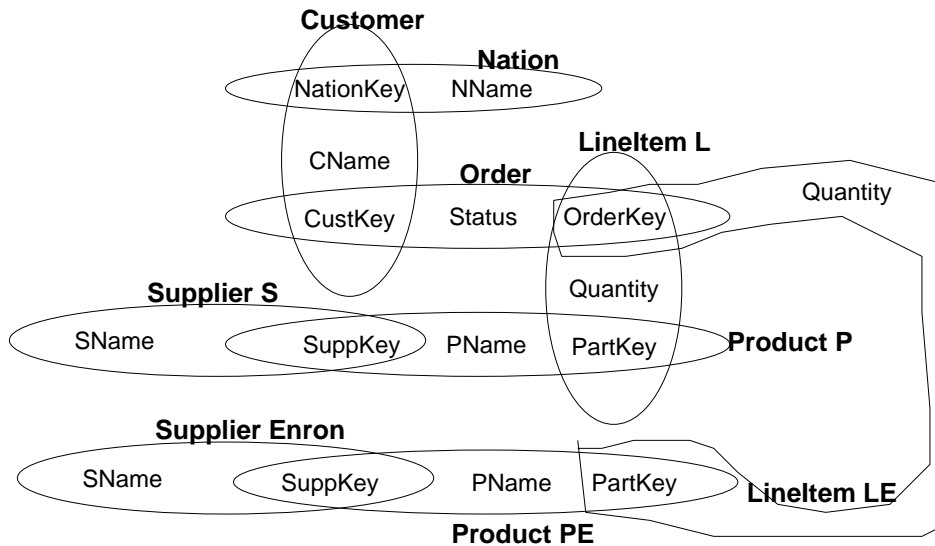 Customer
Nation
NationKey NName
LineItem L
CName
Order
Quantity
CustKey Status OrderKey
Quantity
Supplier S
SName SuppKey PName PartKey Product P
Supplier Enron
SName SuppKey PName PartKey LineItem LE
Product PE